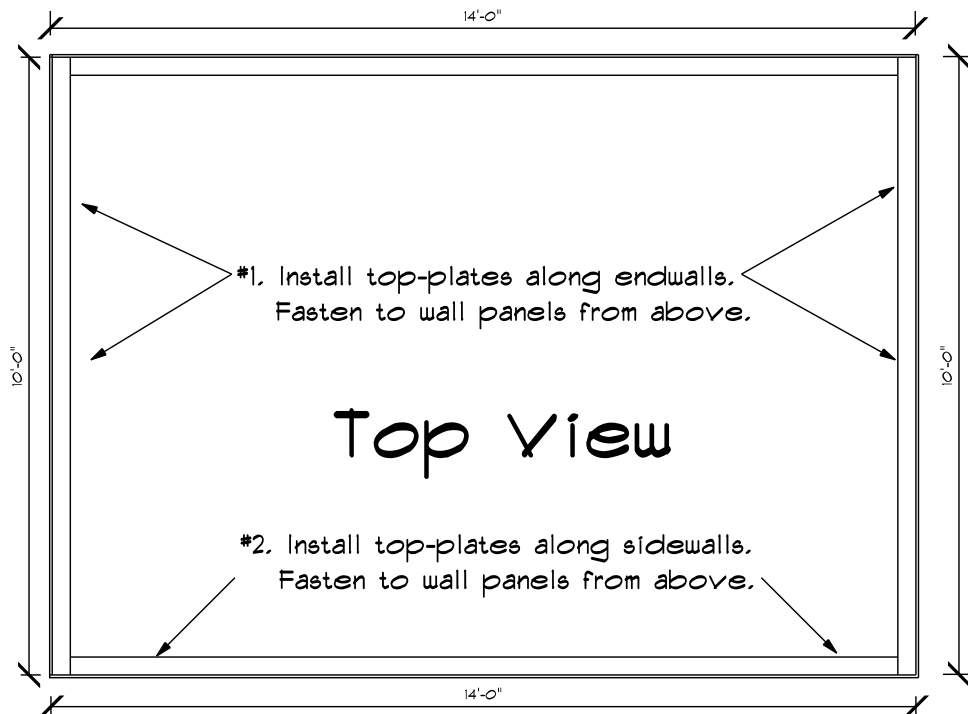 14'-0"
#1. Install top-plates along endwalls.
Fasten to wall panels from above.
10'-0"
10'-0"
Top View
#2. Install top-plates along sidewalls.
Fasten to wall panels from above.
14'-0"